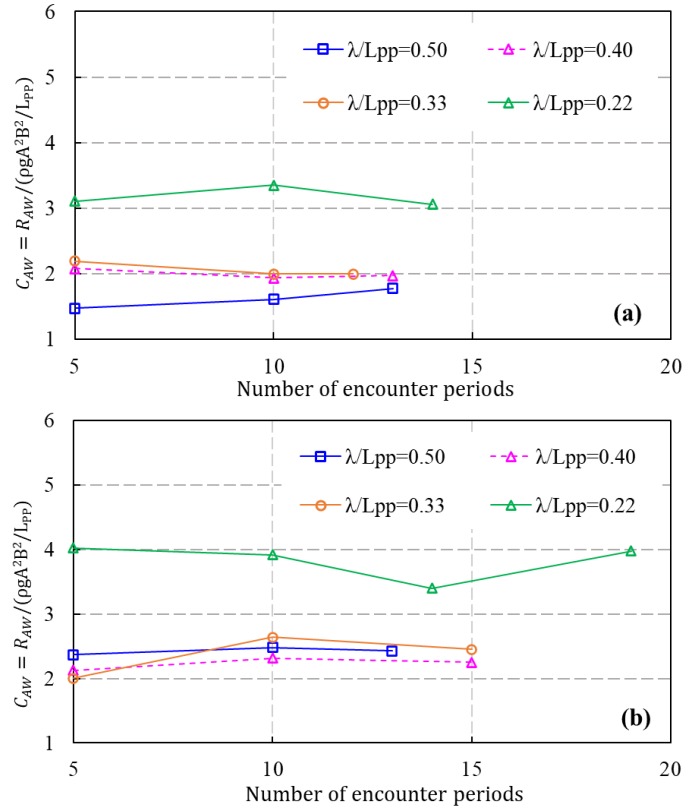 6
λ/Lpp=0.50 λ/Lpp=0.40
5
λ/Lpp=0.33 λ/Lpp=0.22
4
3
2
1
C_AW = R_AW/(ρgA²B²/L_PP)
(a)
5 10 15 20
Number of encounter periods
6
λ/Lpp=0.50 λ/Lpp=0.40
5
λ/Lpp=0.33 λ/Lpp=0.22
4
3
2
1
C_AW = R_AW/(ρgA²B²/L_PP)
(b)
5 10 15 20
Number of encounter periods